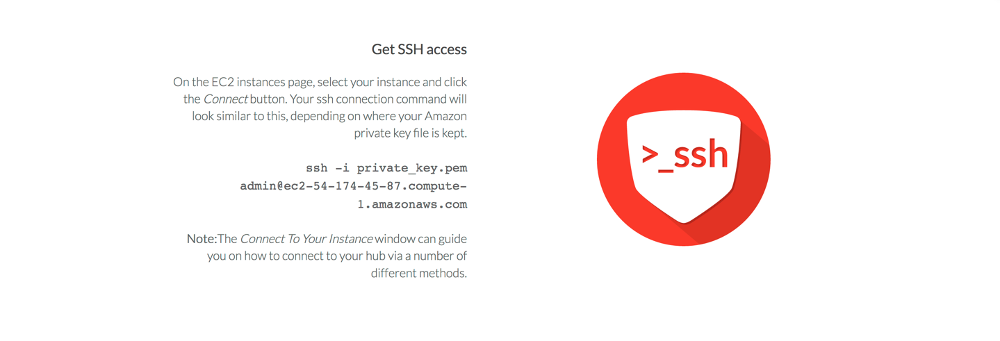 Get SSH access
On the EC2 instances page, select your instance and click
the Connect button. Your ssh connection command will
look similar to this, depending on where your Amazon
private key file is kept.
ssh -i private_key.pem
admin@ec2-54-174-45-87.compute-
1.amazonaws.com
Note:The Connect To Your Instance window can guide
you on how to connect to your hub via a number of
different methods.
>_ssh